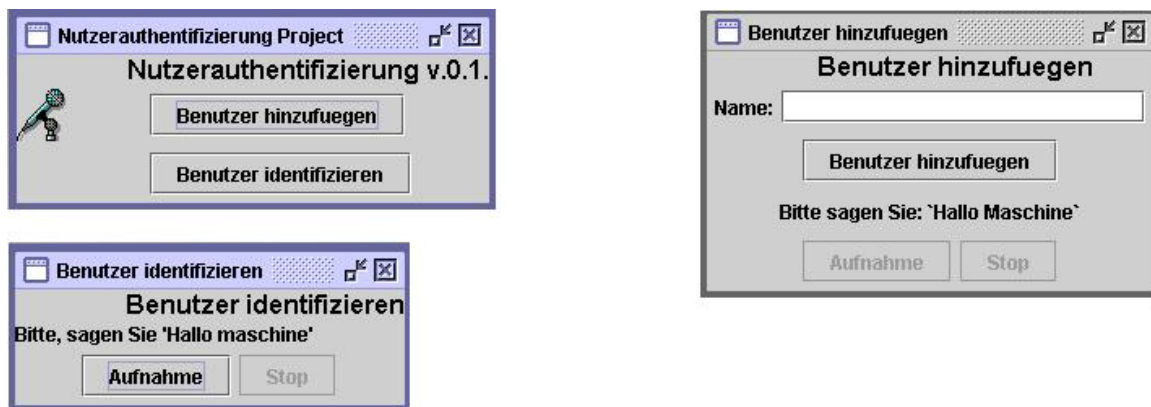 Nutzerauthentifizierung Project
Nutzerauthentifizierung v.0.1.
Benutzer hinzufuegen
Benutzer identifizieren
Benutzer identifizieren
Benutzer identifizieren
Bitte, sagen Sie 'Hallo maschine'
Aufnahme Stop
Benutzer hinzufuegen
Benutzer hinzufuegen
Name:
Benutzer hinzufuegen
Bitte sagen Sie: `Hallo Maschine`
Aufnahme Stop